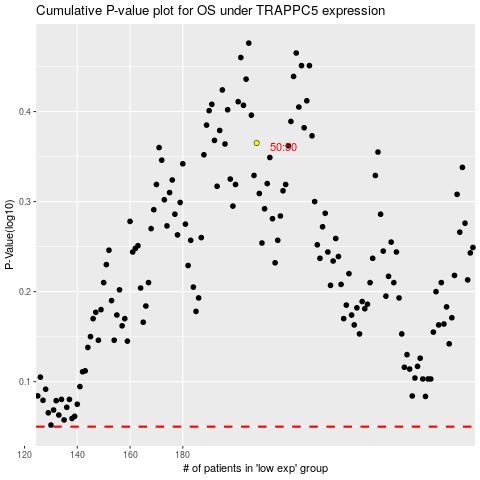 Cumulative P-value plot for OS under TRAPPC5 expression
P-Value(log10)
0.4
0.3
0.2
0.1
50:50
120 140 160 180
# of patients in 'low exp' group